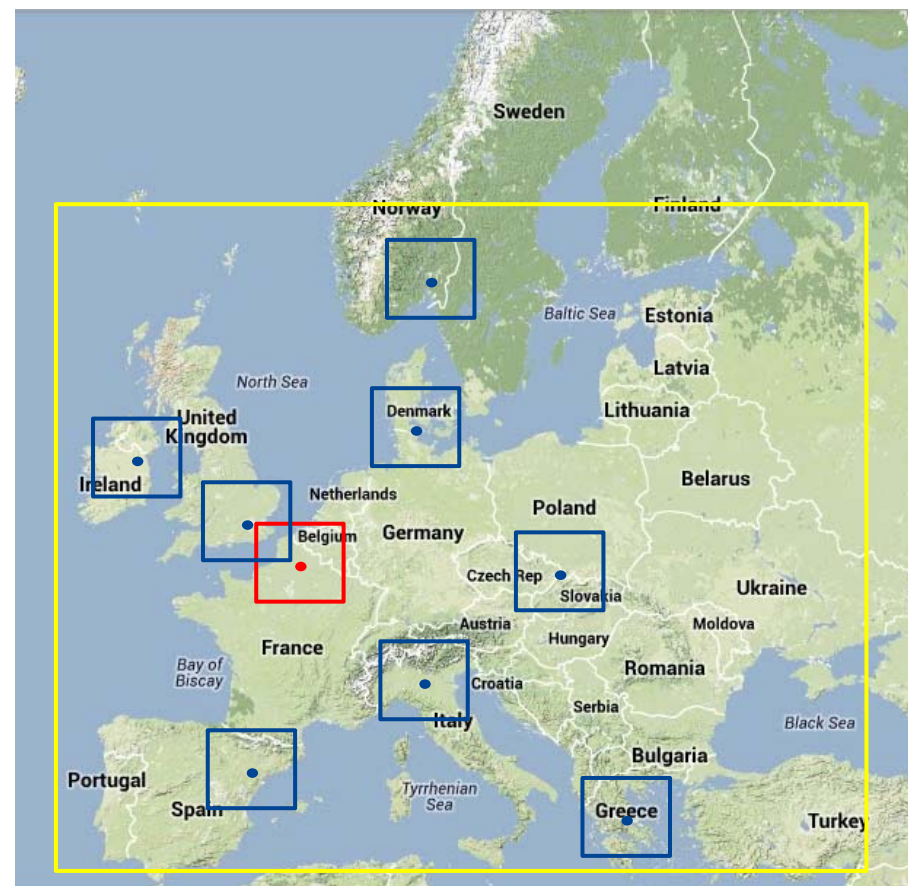 Sweden
Norway
Finland
Baltic Sea
Estonia
Latvia
North Sea
Denmark
Lithuania
United
Kingdom
Ireland
Belarus
Netherlands
Poland
Belgium
Germany
Czech Rep
Ukraine
Slovakia
Austria
Moldova
Hungary
France
Romania
Bay of
Biscay
Croatia
Serbia
Italy
Black Sea
Bulgaria
Portugal
Tyrrhenian
Sea
Spain
Greece
Turkey